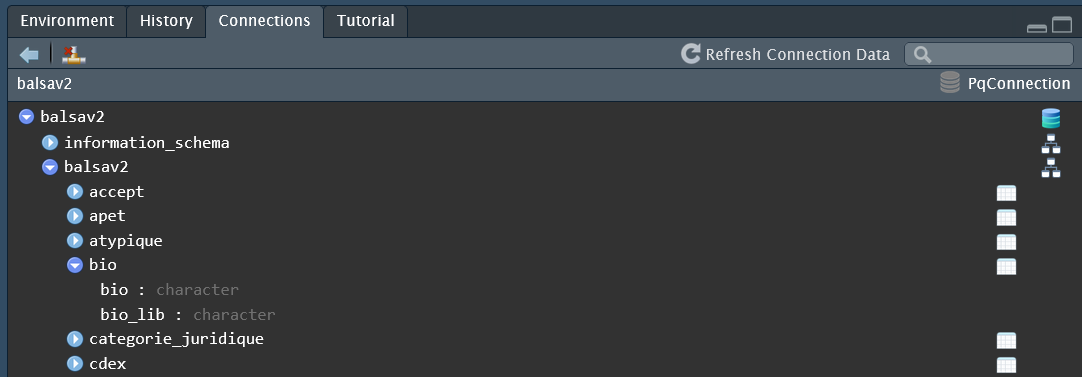 Environment History Connections Tutorial
Refresh Connection Data
balsav2 PqConnection
balsav2
information_schema
balsav2
accept
apet
atypique
bio
bio : character
bio_lib : character
categorie_juridique
cdex